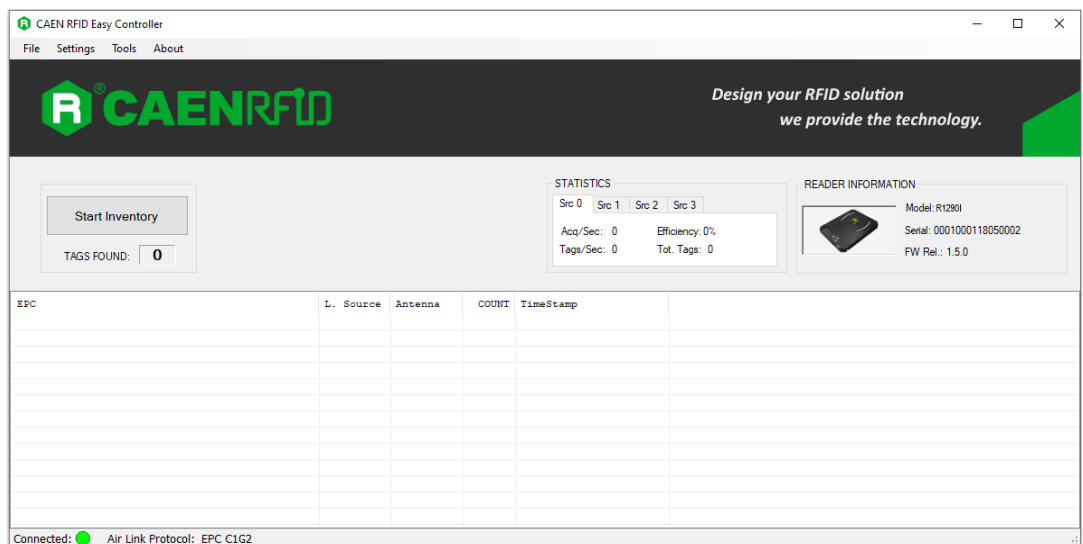 CAEN RFID Easy Controller
File Settings Tools About
R®CAENRFID
Design your RFID solution
we provide the technology.
Start Inventory
TAGS FOUND: 0
STATISTICS
Src 0 Src 1 Src 2 Src 3
Acq/Sec: 0 Efficiency: 0%
Tags/Sec: 0 Tot. Tags: 0
READER INFORMATION
Model: R1290I
Serial: 0001000118050002
FW Rel.: 1.5.0
EPC L. Source Antenna COUNT TimeStamp
Connected: Air Link Protocol: EPC C1G2